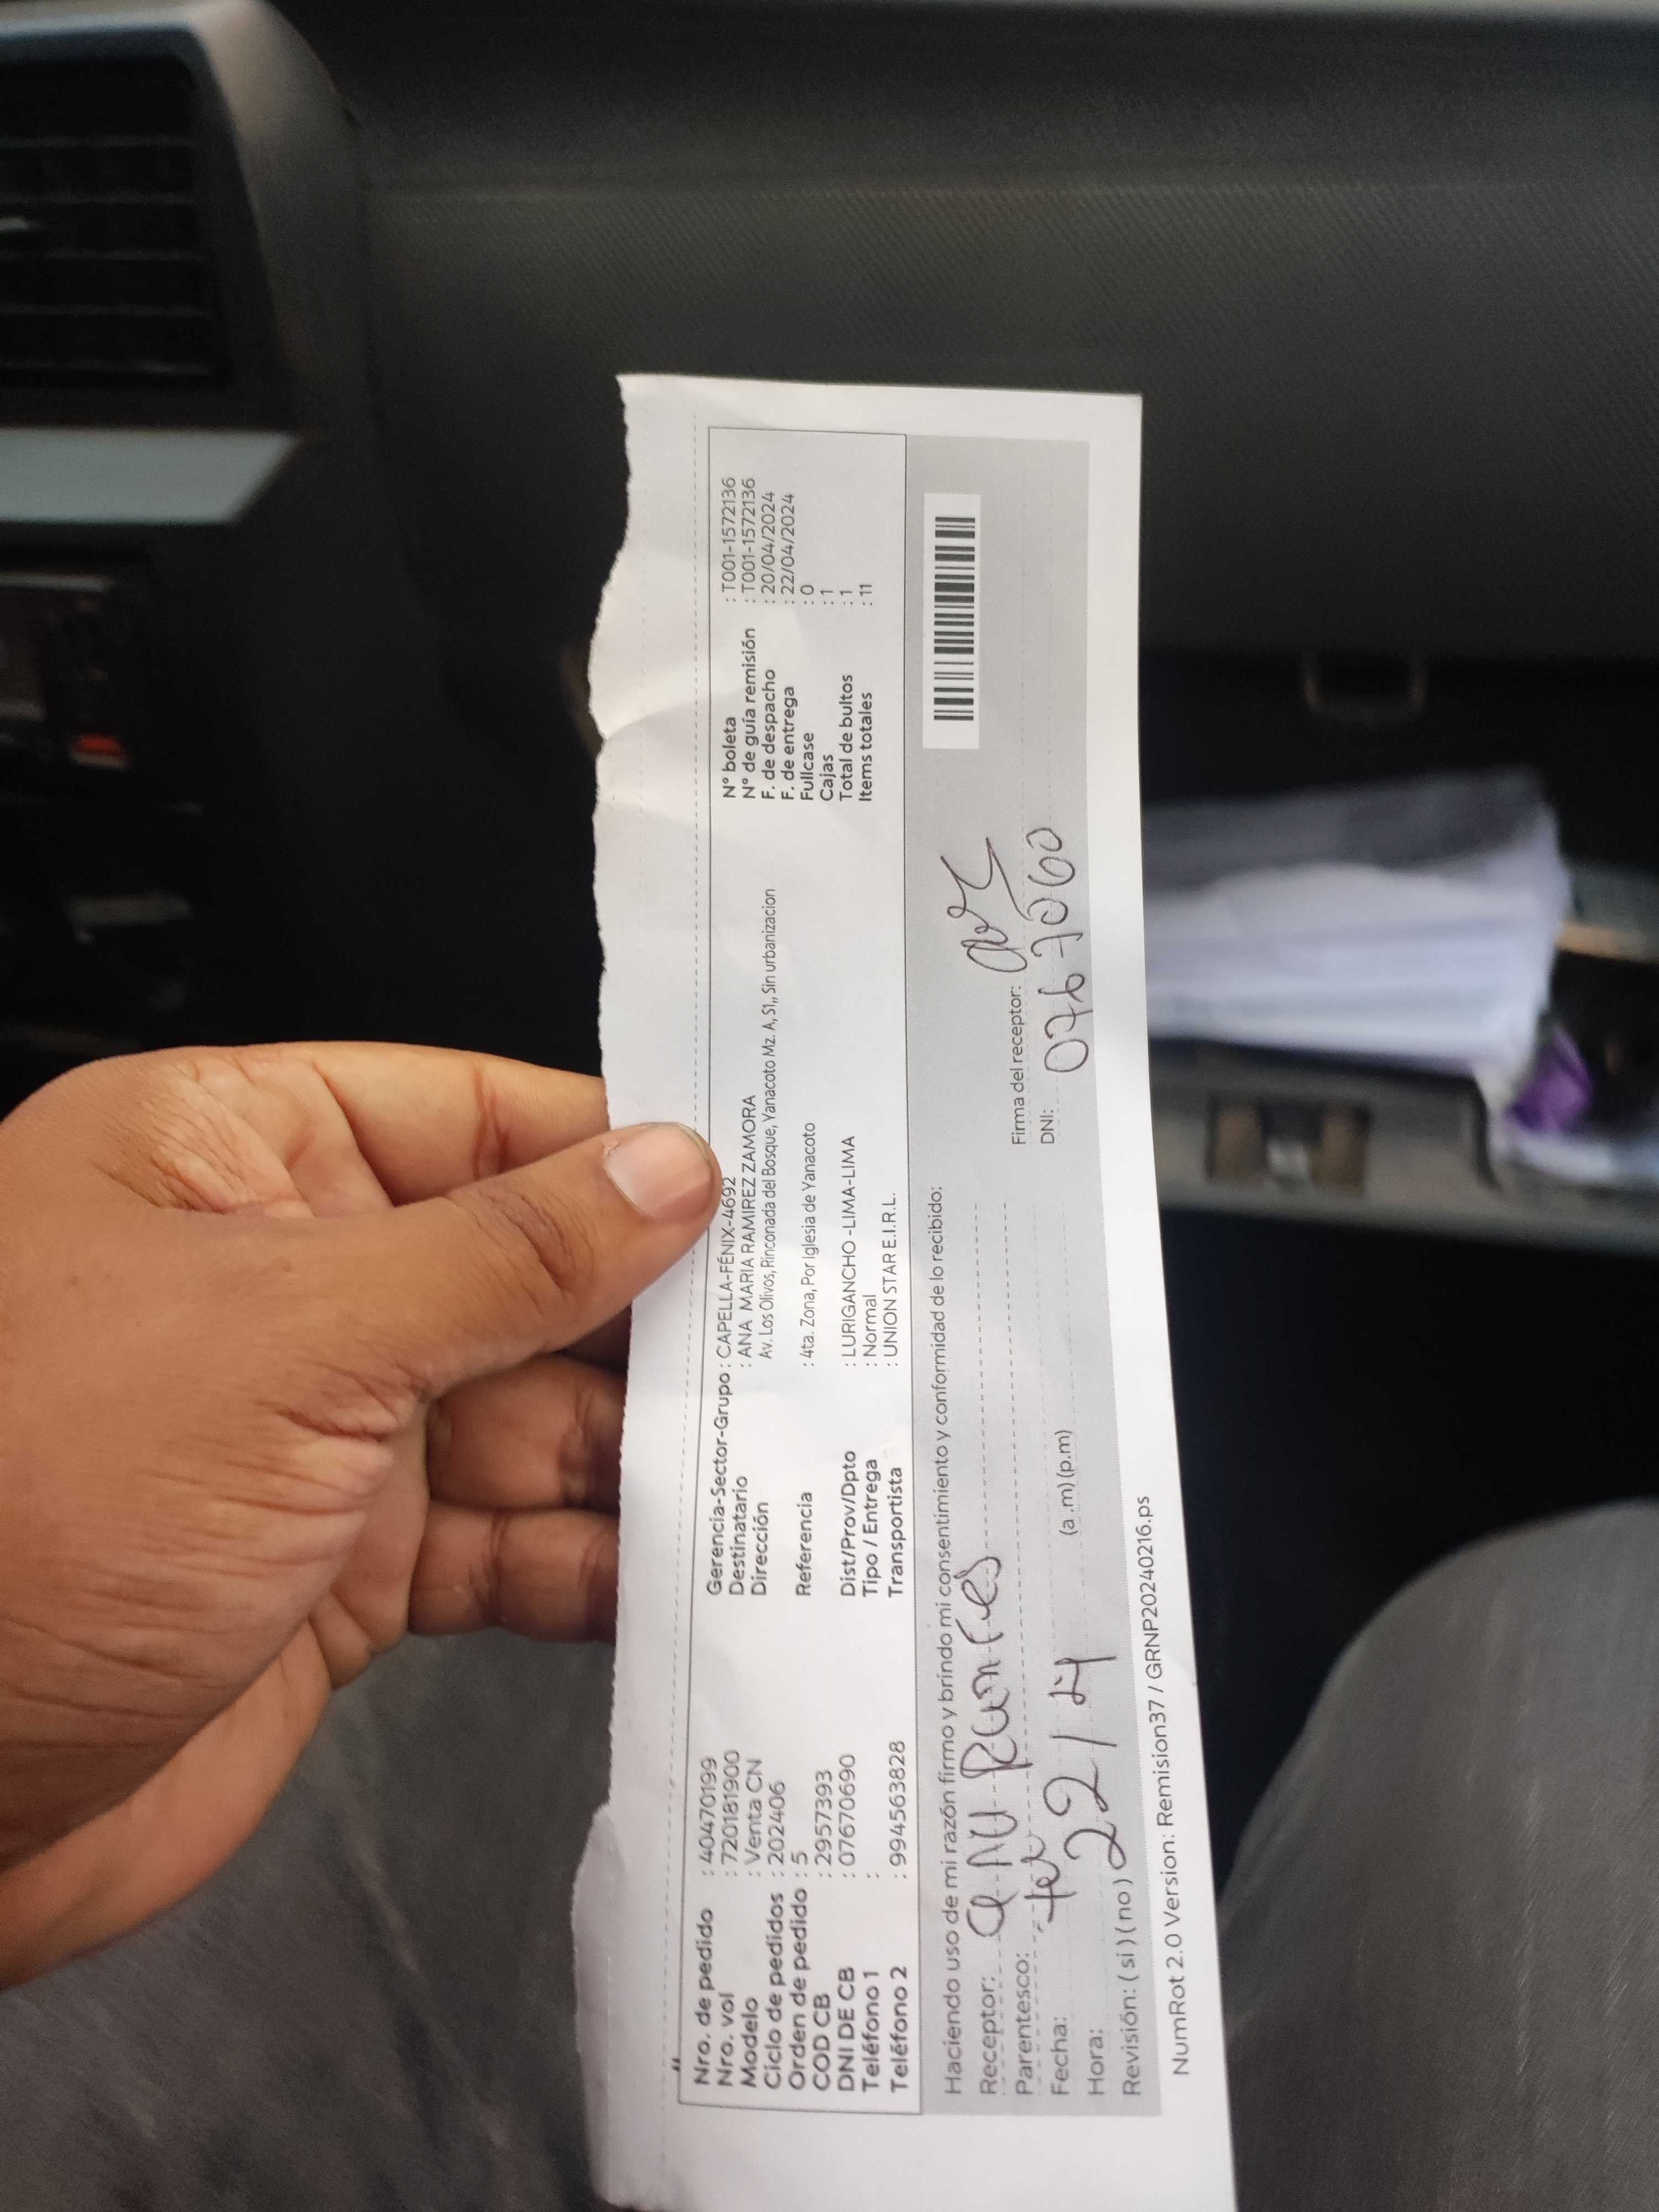 Nro. de pedido : 40470199
Nro. vol : 720181900
Modelo : Venta CN
Ciclo de pedidos : 202406
Orden de pedido : 5
COD CB : 2957393
DNI DE CB : 07670690
Teléfono 1 :
Teléfono 2 : 994563828
Gerencia-Sector-Grupo : CAPELLA-FÉNIX-4692
Destinatario : ANA MARIA RAMIREZ ZAMORA
Dirección Av. Los Olivos, Rinconada del Bosque, Yanacoto Mz. A, S1,, Sin urbanizacion
Referencia : 4ta. Zona, Por Iglesia de Yanacoto
Dist/Prov/Dpto : LURIGANCHO -LIMA-LIMA
Tipo / Entrega : Normal
Transportista : UNION STAR E.I.R.L.
N° boleta : T001-1572136
N° de guía remisión : T001-1572136
F. de despacho : 20/04/2024
F. de entrega : 22/04/2024
Fullcase : 0
Cajas : 1
Total de bultos : 1
Items totales : 11
Haciendo uso de mi razón firmo y brindo mi consentimiento y conformidad de lo recibido:
Receptor:
Parentesco:
Fecha: 22/4
Hora: (a .m) (p.m)
Revisión: ( si ) ( no )
Firma del receptor:
DNI: 0767060
NumRot 2.0 Version: Remision37 / GRNP20240216.ps